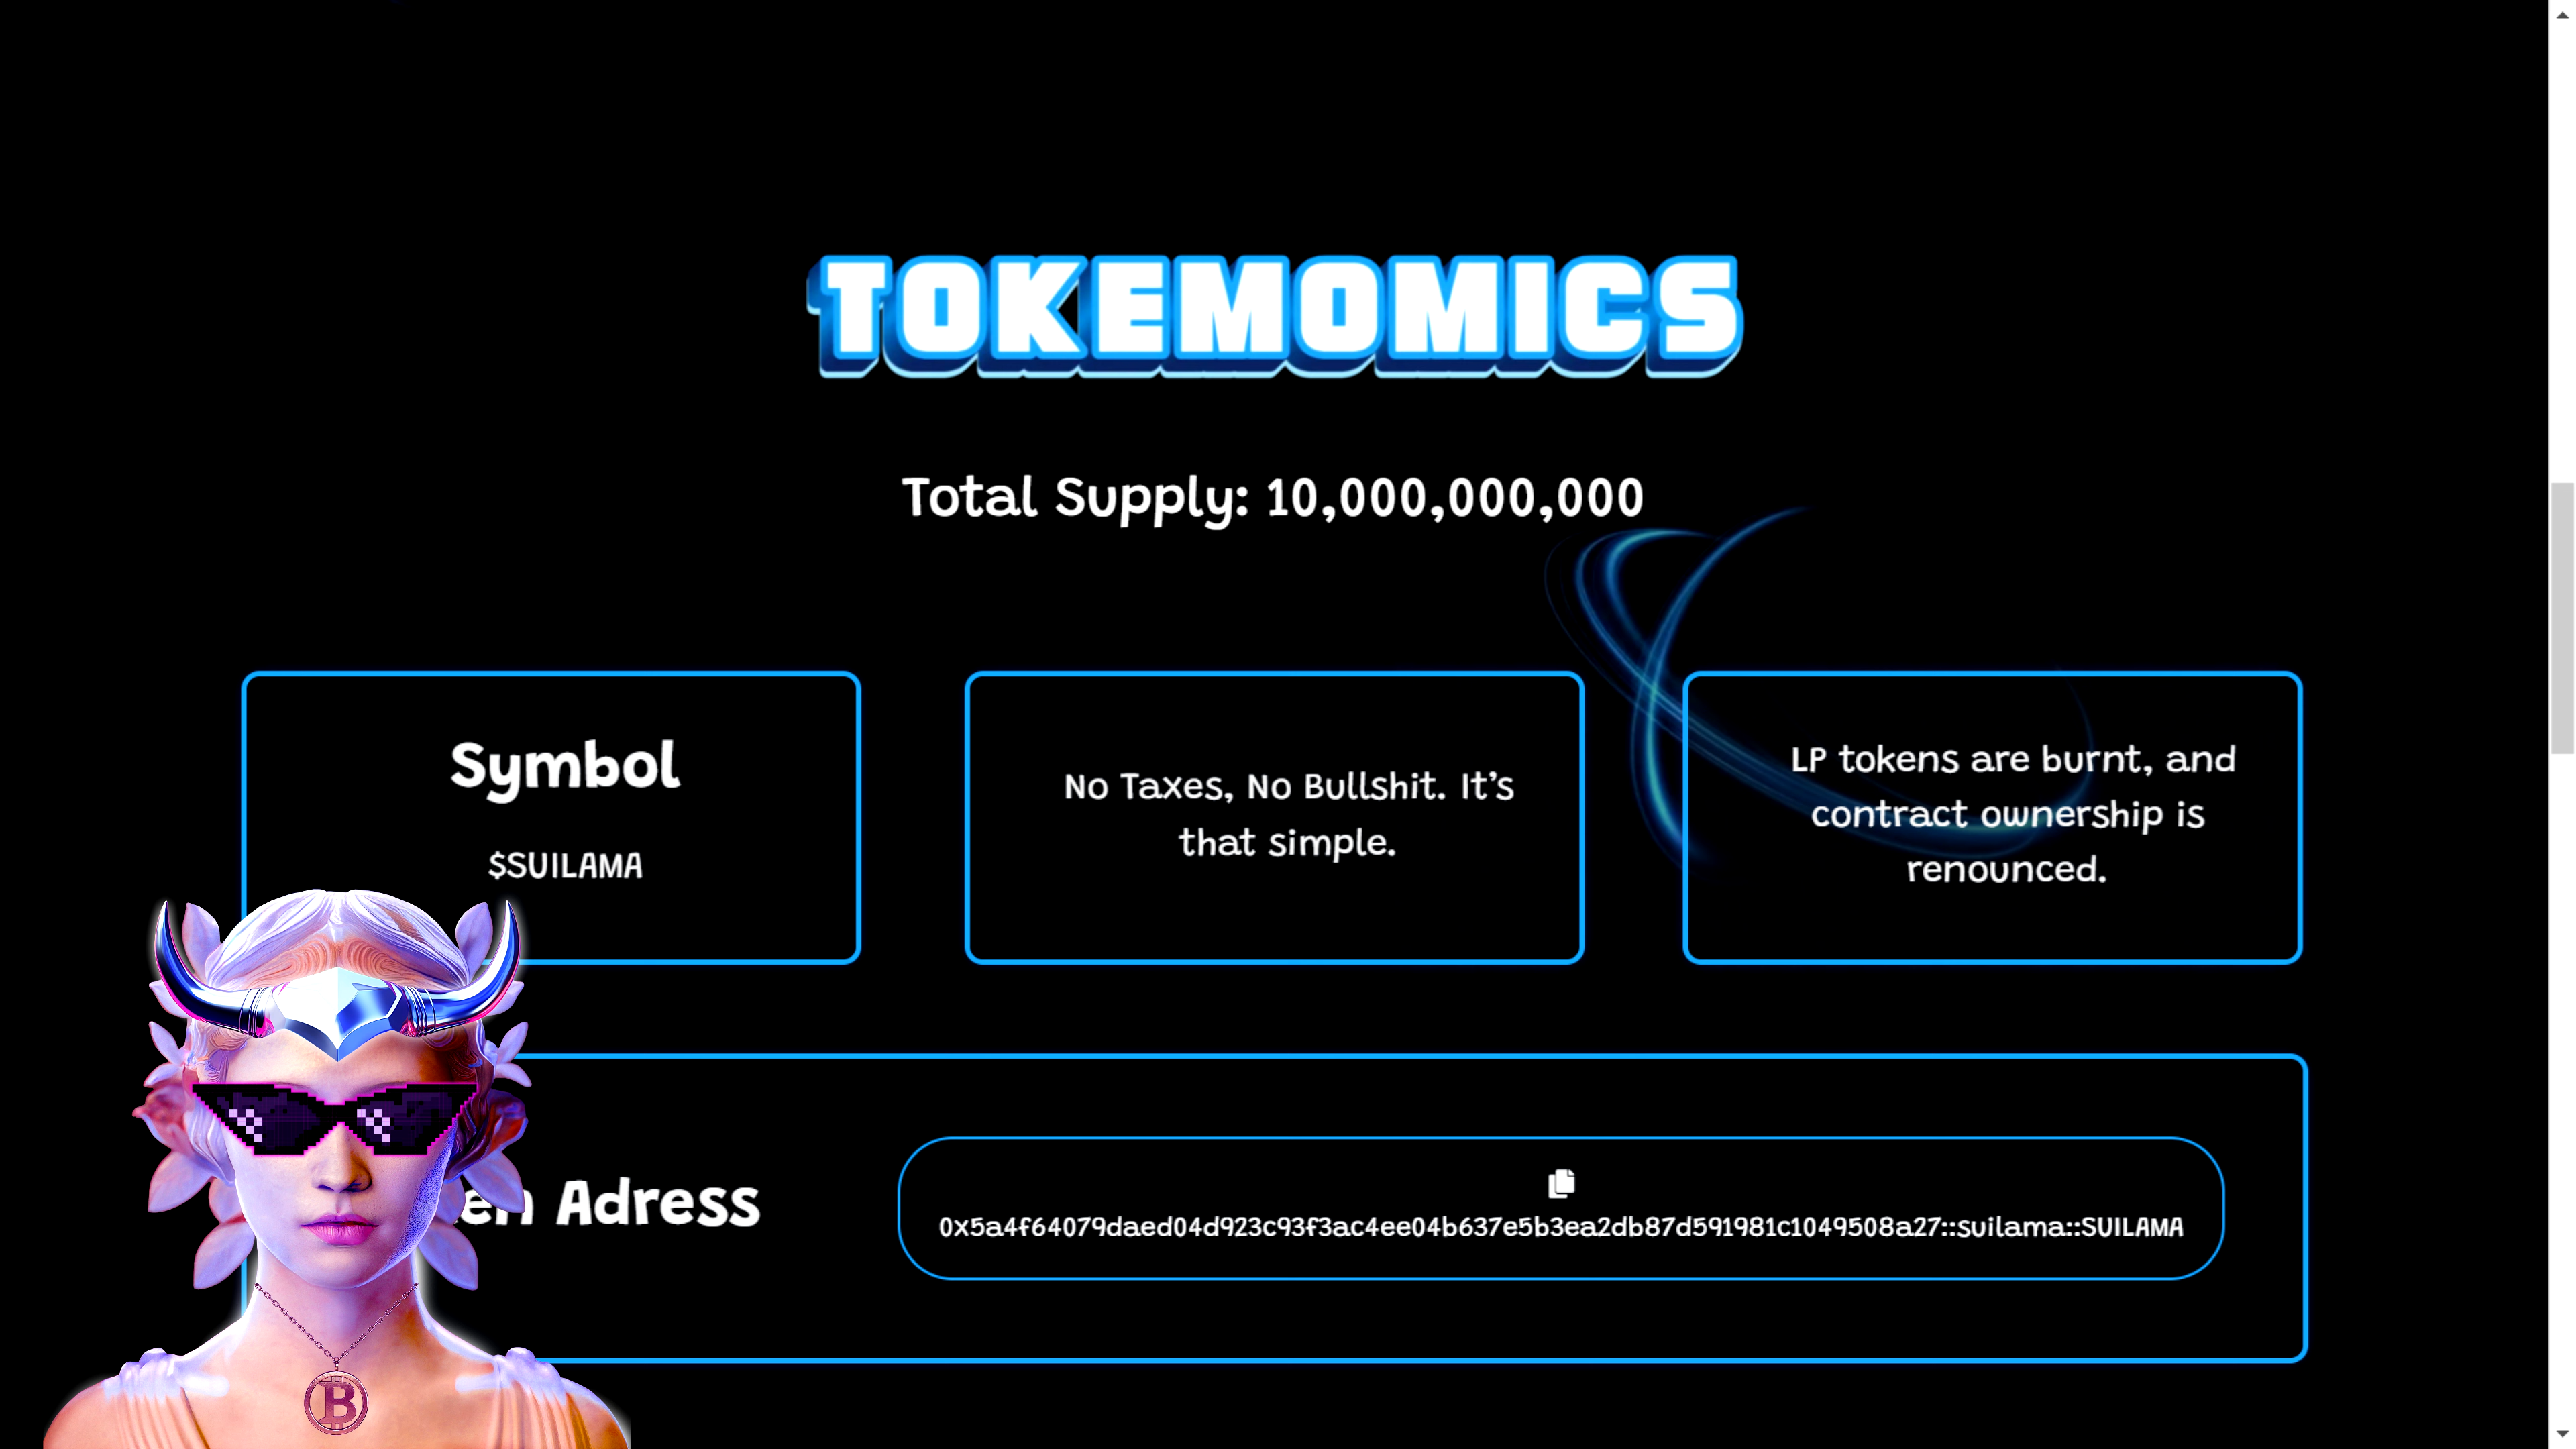 TOKEMOMICS
Total Supply: 10,000,000,000
Symbol
$SUILAMA
No Taxes, No Bullshit. It’s
that simple.
LP tokens are burnt, and
contract ownership is
renounced.
Adress
0x5a4f64079daed04d923c93f3ac4ee04b637e5b3ea2db87d591981c1049508a27::suilama::SUILAMA
B